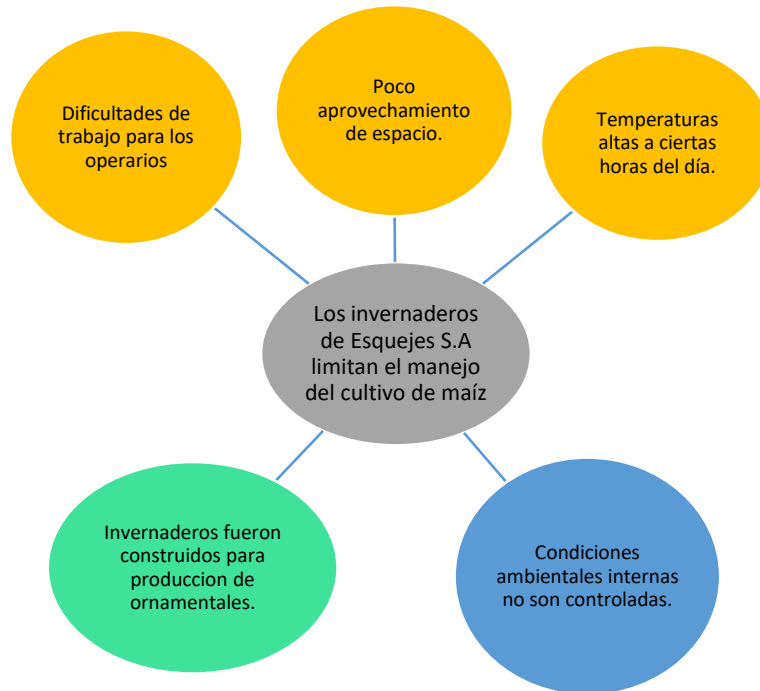 Dificultades de
trabajo para los
operarios
Poco
aprovechamiento
de espacio.
Temperaturas
altas a ciertas
horas del día.
Los invernaderos
de Esquejes S.A
limitan el manejo
del cultivo de maíz
Invernaderos fueron
construidos para
produccion de
ornamentales.
Condiciones
ambientales internas
no son controladas.